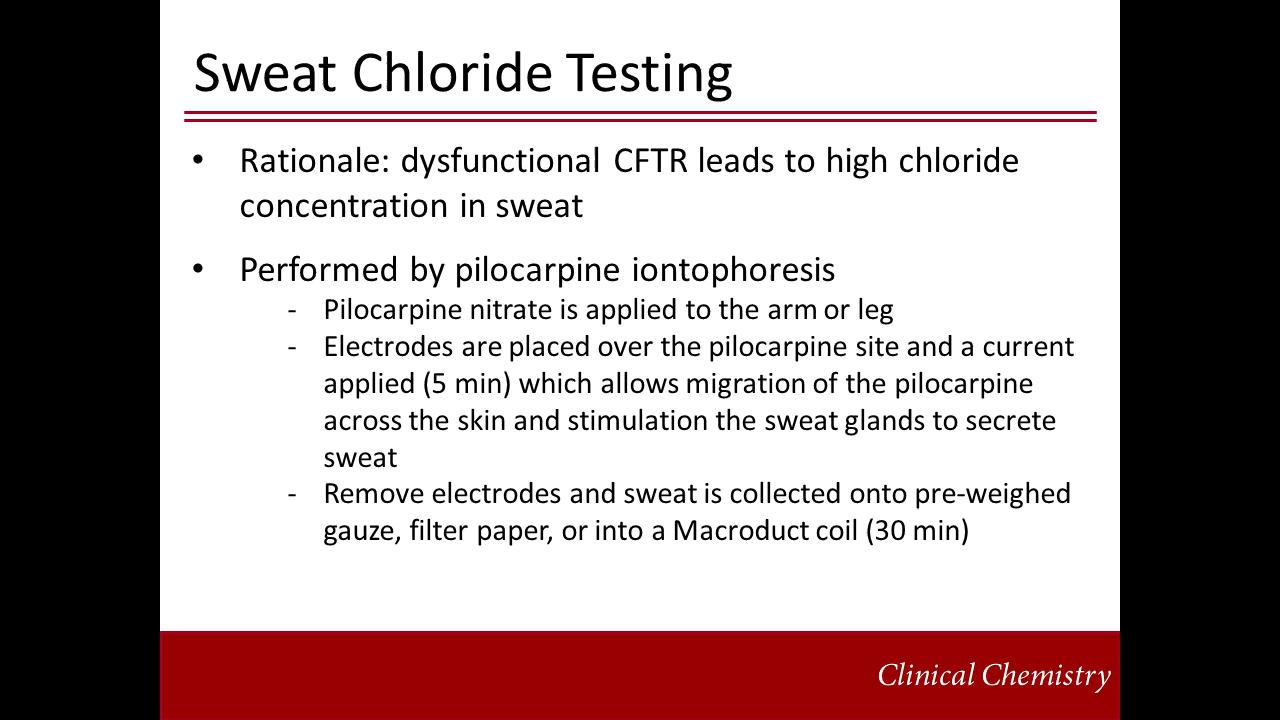 Sweat Chloride Testing
• Rationale: dysfunctional CFTR leads to high chloride
concentration in sweat
• Performed by pilocarpine iontophoresis
- Pilocarpine nitrate is applied to the arm or leg
- Electrodes are placed over the pilocarpine site and a current
applied (5 min) which allows migration of the pilocarpine
across the skin and stimulation the sweat glands to secrete
sweat
- Remove electrodes and sweat is collected onto pre-weighed
gauze, filter paper, or into a Macroduct coil (30 min)
Clinical Chemistry